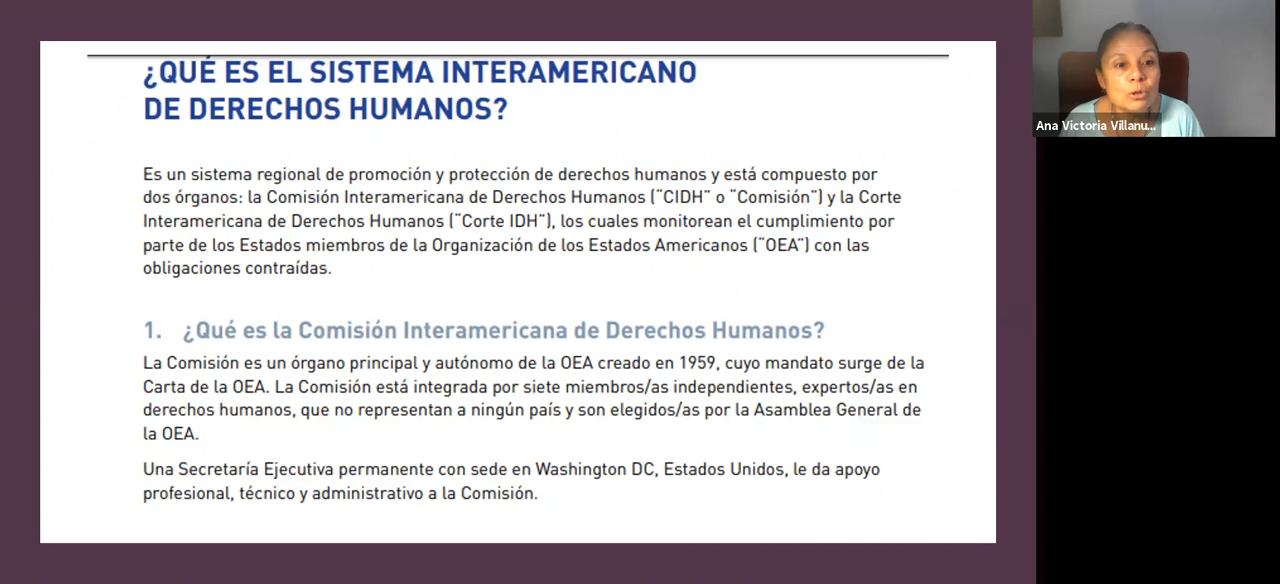 ¿QUÉ ES EL SISTEMA INTERAMERICANO
DE DERECHOS HUMANOS?
Es un sistema regional de promoción y protección de derechos humanos y está compuesto por
dos órganos: la Comisión Interamericana de Derechos Humanos (“CIDH” o “Comisión”) y la Corte
Interamericana de Derechos Humanos (“Corte IDH”), los cuales monitorean el cumplimiento por
parte de los Estados miembros de la Organización de los Estados Americanos (“OEA”) con las
obligaciones contraídas.
1. ¿Qué es la Comisión Interamericana de Derechos Humanos?
La Comisión es un órgano principal y autónomo de la OEA creado en 1959, cuyo mandato surge de la
Carta de la OEA. La Comisión está integrada por siete miembros/as independientes, expertos/as en
derechos humanos, que no representan a ningún país y son elegidos/as por la Asamblea General de
la OEA.
Una Secretaría Ejecutiva permanente con sede en Washington DC, Estados Unidos, le da apoyo
profesional, técnico y administrativo a la Comisión.
Ana Victoria Villanu...